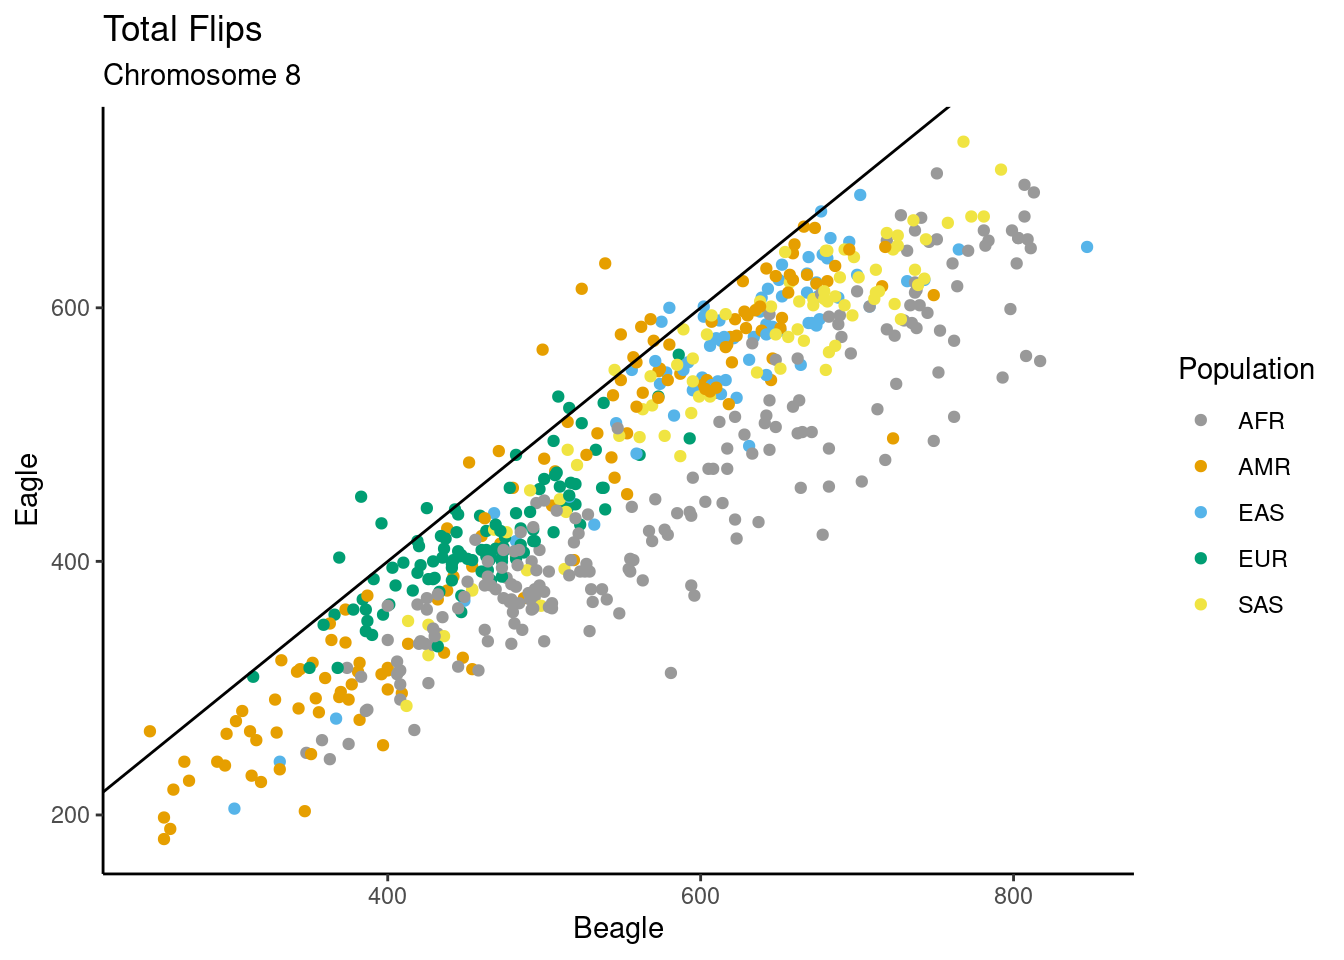 Total Flips
Chromosome 8
Eagle
600
400
200
400
600
800
Beagle
Population
AFR
AMR
EAS
EUR
SAS